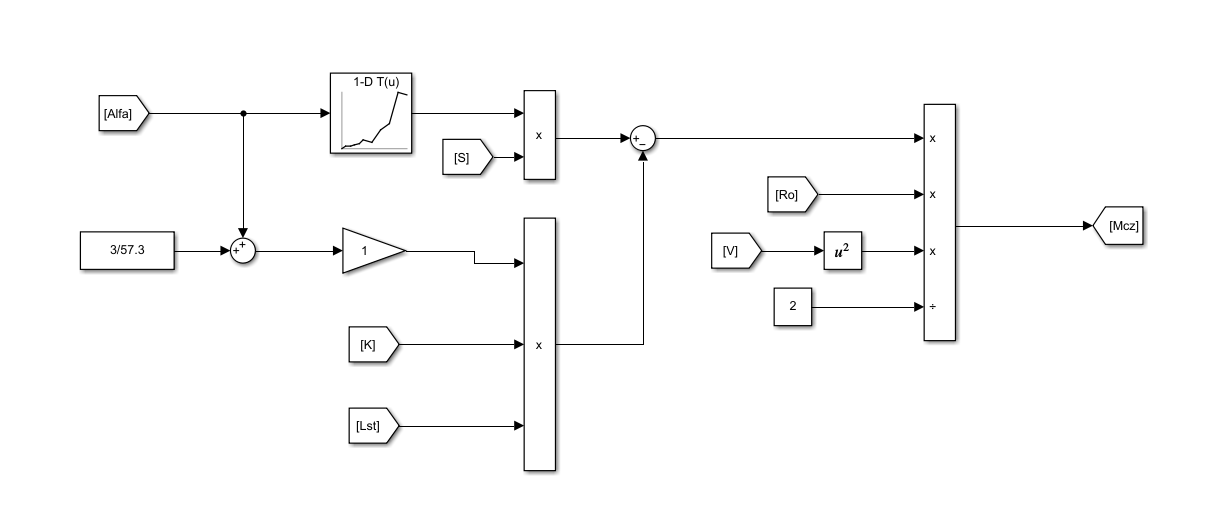 1-D T(u)
[Alfa]
x
[S]
+
−
x
[Ro]
x
3/57.3
+
+
1
[V]
u²
x
[Mcz]
2
÷
[K]
x
[Lst]